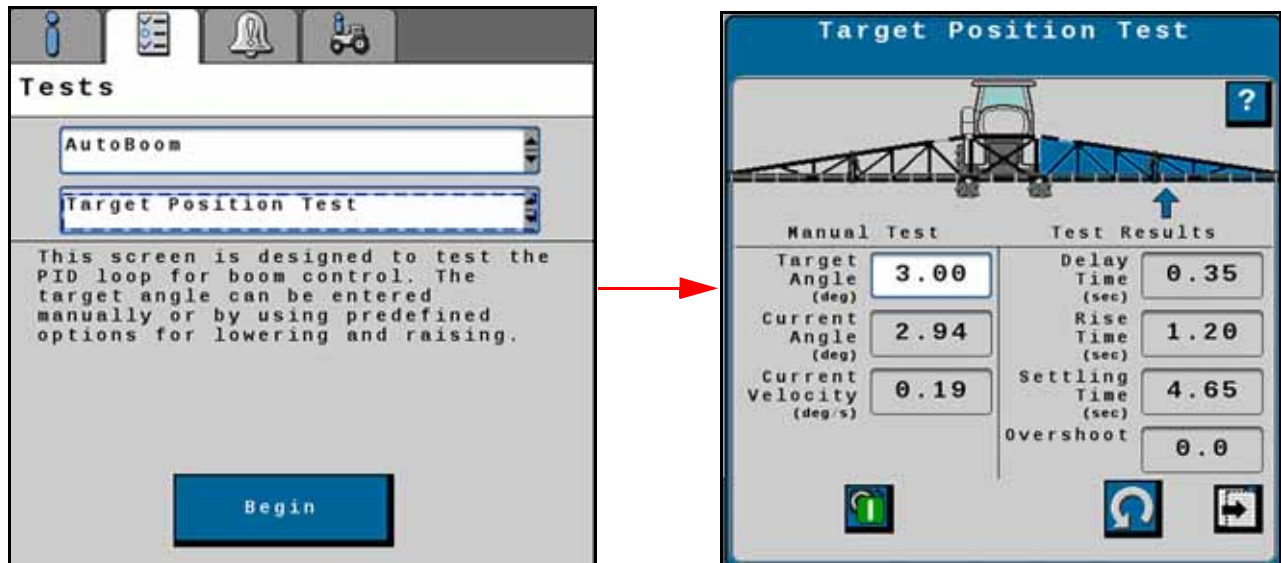 Tests
AutoBoom
Target Position Test
This screen is designed to test the
PID loop for boom control. The
target angle can be entered
manually or by using predefined
options for lowering and raising.
Begin
Target Position Test
?
Manual Test
Target
Angle
(deg)
3.00
Current
Angle
(deg)
2.94
Current
Velocity
(deg/s)
0.19
Test Results
Delay
Time
(sec)
0.35
Rise
Time
(sec)
1.20
Settling
Time
(sec)
4.65
Overshoot
0.0